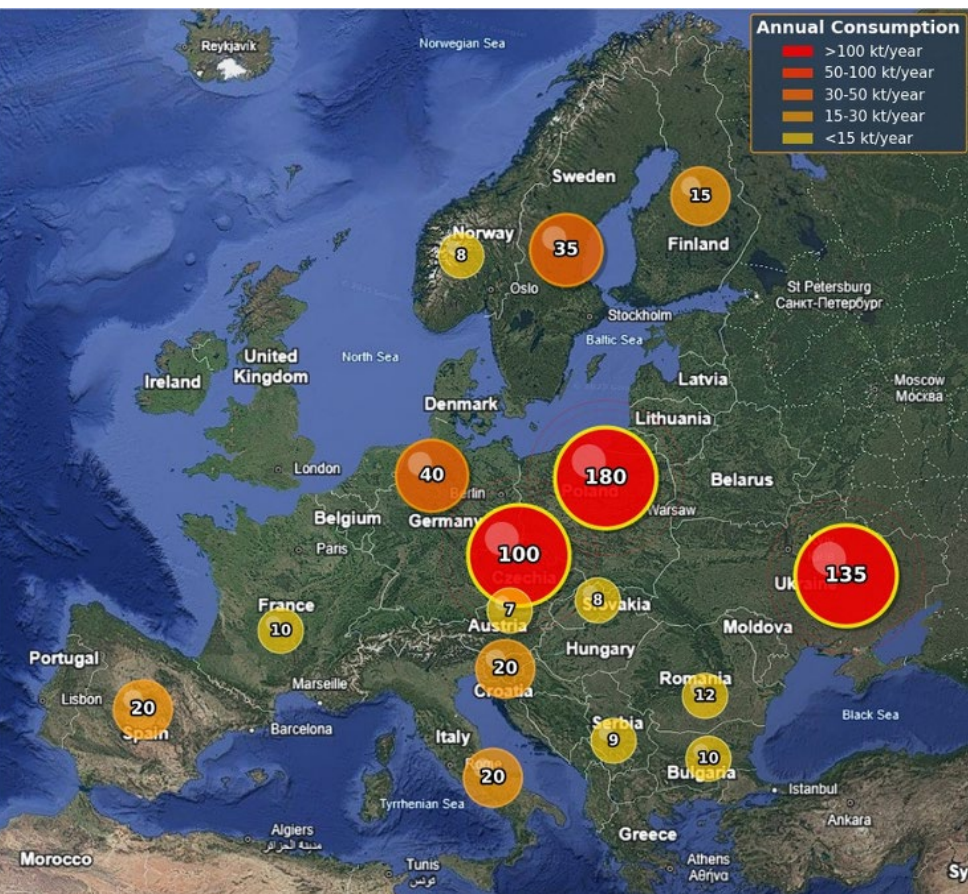 Annual Consumption
>100 kt/year
50-100 kt/year
30-50 kt/year
15-30 kt/year
<15 kt/year
Reykjavík
Norwegian Sea
Sweden
15
Norway
8
35
Finland
Oslo
St Petersburg
Санкт-Петербург
Stockholm
Baltic Sea
North Sea
United
Kingdom
Ireland
Latvia
Moscow
Москва
Denmark
Lithuania
London
40
Berlin
180
Poland
Belarus
Warsaw
Belgium
Germany
Paris
100
Czechia
135
Ukraine
7
Austria
8
Slovakia
France
10
Moldova
Hungary
Portugal
20
Croatia
Romania
12
Marseille
Lisbon
20
Spain
Barcelona
Black Sea
Italy
Serbia
9
10
Bulgaria
Rome
20
Istanbul
Tyrrhenian Sea
Ankara
Algiers
مدينة الجزائر
Greece
Morocco
Tunis
تونس
Athens
Αθήνα
Sy